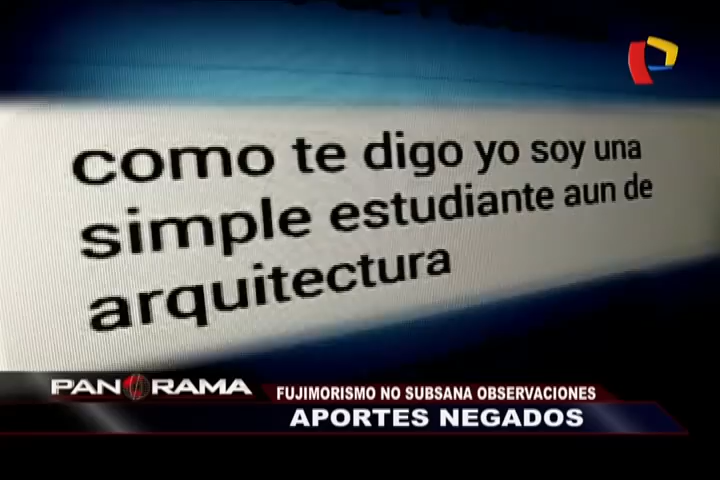 como te digo yo soy una
simple estudiante aun de
arquitectura
PANORAMA
FUJIMORISMO NO SUBSANA OBSERVACIONES
APORTES NEGADOS